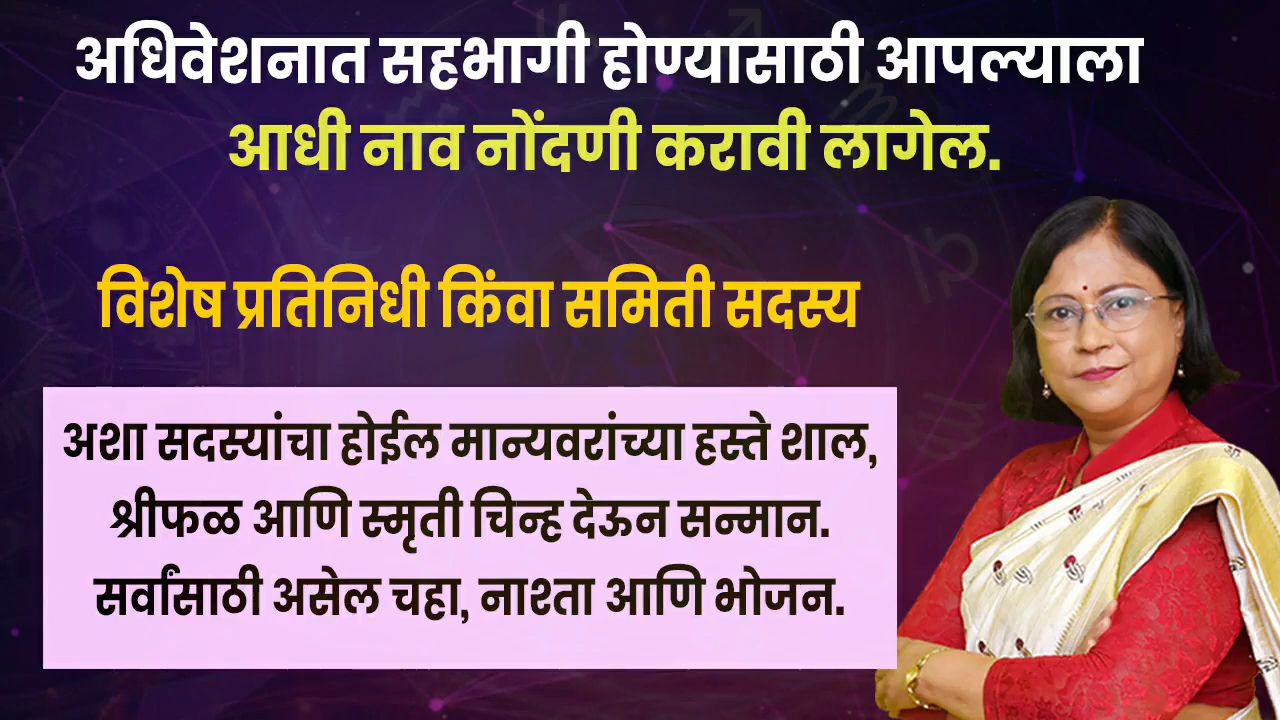 अधिवेशनात सहभागी होण्यासाठी आपल्याला
आधी नाव नोंदणी करावी लागेल.
विशेष प्रतिनिधी किंवा समिती सदस्य
अशा सदस्यांचा होईल मान्यवरांच्या हस्ते शाल,
श्रीफळ आणि स्मृती चिन्ह देऊन सन्मान.
सर्वांसाठी असेल चहा, नाश्ता आणि भोजन.